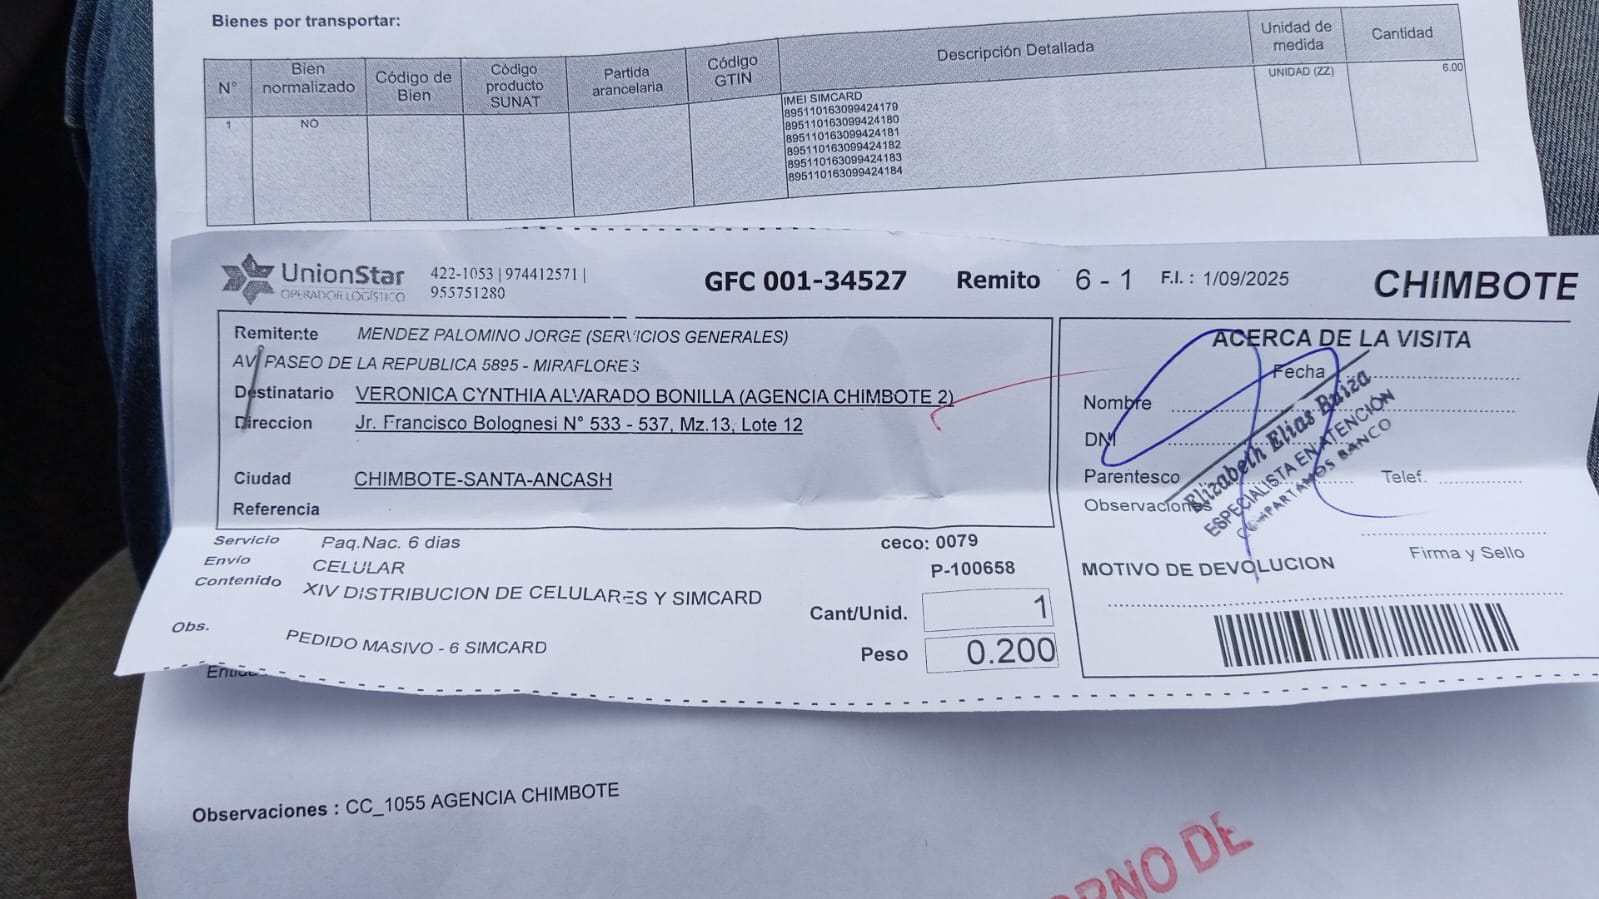 Bienes por transportar:
N° Bien normalizado Código de Bien Código producto SUNAT Partida arancelaria Código GTIN Descripción Detallada Unidad de medida Cantidad
1 NO IMEI SIMCARD UNIDAD (ZZ) 6.00
895110163099424179
895110163099424180
895110163099424181
895110163099424182
895110163099424183
895110163099424184
UnionStar
OPERADOR LOGÍSTICO
422-1053 | 974412571 |
955751280
GFC 001-34527 Remito 6 - 1 F.I. : 1/09/2025 CHIMBOTE
Remitente MENDEZ PALOMINO JORGE (SERVICIOS GENERALES)
AV. PASEO DE LA REPUBLICA 5895 - MIRAFLORES
Destinatario VERONICA CYNTHIA ALVARADO BONILLA (AGENCIA CHIMBOTE 2)
Direccion Jr. Francisco Bolognesi N° 533 - 537, Mz.13, Lote 12
Ciudad CHIMBOTE-SANTA-ANCASH
Referencia
Servicio Paq.Nac. 6 dias
Envío CELULAR
Contenido XIV DISTRIBUCION DE CELULARES Y SIMCARD
Obs. PEDIDO MASIVO - 6 SIMCARD
ceco: 0079
P-100658
Cant/Unid. 1
Peso 0.200
ACERCA DE LA VISITA
Fecha
Nombre
DNI
Parentesco Telef.
Observaciones
Elizabeth Elias Buiza
ESPECIALISTA EN ATENCIÓN
COMPARTAMOS BANCO
Firma y Sello
MOTIVO DE DEVOLUCION
Observaciones : CC_1055 AGENCIA CHIMBOTE
DE